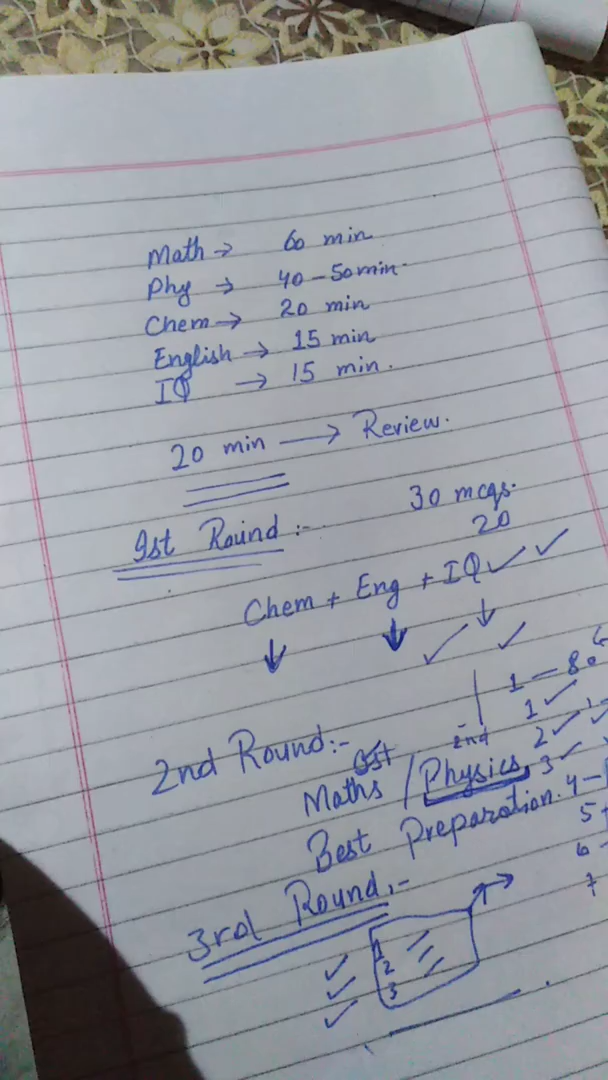 Math → 60 min
Phy → 40-50 min.
Chem → 20 min
English → 15 min
IQ → 15 min.
20 min → Review.
30 mcqs.
1st Round :-
20
Chem + Eng + IQ ✓ ✓
↓ ↓ ↓ ✓ ✓
1 - 80
1 ✓
2nd Round:-
1st 2nd 2 ✓
Maths / Physics 3 ✓
Best Preparation. 4 -
5
6
7
3rd Round,-
✓ 1
✓ 2
✓ 3